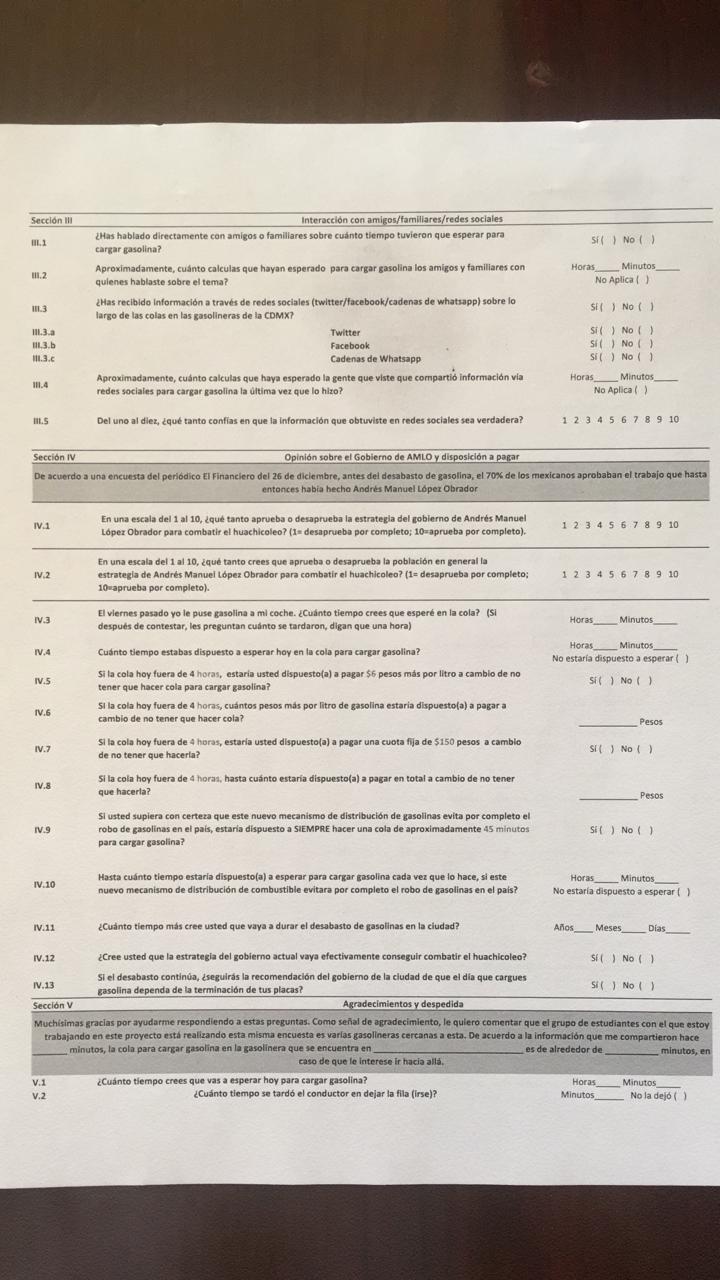 Sección III Interacción con amigos/familiares/redes sociales
III.1 ¿Has hablado directamente con amigos o familiares sobre cuánto tiempo tuvieron que esperar para cargar gasolina? Sí ( ) No ( )
III.2 Aproximadamente, cuánto calculas que hayan esperado para cargar gasolina los amigos y familiares con quienes hablaste sobre el tema? Horas_____ Minutos_____
No Aplica ( )
III.3 ¿Has recibido información a través de redes sociales (twitter/facebook/cadenas de whatsapp) sobre lo largo de las colas en las gasolineras de la CDMX? Sí ( ) No ( )
III.3.a Twitter Sí ( ) No ( )
III.3.b Facebook Sí ( ) No ( )
III.3.c Cadenas de Whatsapp Sí ( ) No ( )
III.4 Aproximadamente, cuánto calculas que haya esperado la gente que viste que compartió información vía redes sociales para cargar gasolina la última vez que lo hizo? Horas_____ Minutos_____
No Aplica ( )
III.5 Del uno al diez, ¿qué tanto confías en que la información que obtuviste en redes sociales sea verdadera? 1 2 3 4 5 6 7 8 9 10
Sección IV Opinión sobre el Gobierno de AMLO y disposición a pagar
De acuerdo a una encuesta del periódico El Financiero del 26 de diciembre, antes del desabasto de gasolina, el 70% de los mexicanos aprobaban el trabajo que hasta
entonces había hecho Andrés Manuel López Obrador
IV.1 En una escala del 1 al 10, ¿qué tanto aprueba o desaprueba la estrategia del gobierno de Andrés Manuel López Obrador para combatir el huachicoleo? (1= desaprueba por completo; 10=aprueba por completo). 1 2 3 4 5 6 7 8 9 10
IV.2 En una escala del 1 al 10, ¿qué tanto crees que aprueba o desaprueba la población en general la estrategia de Andrés Manuel López Obrador para combatir el huachicoleo? (1= desaprueba por completo; 10=aprueba por completo). 1 2 3 4 5 6 7 8 9 10
IV.3 El viernes pasado yo le puse gasolina a mi coche. ¿Cuánto tiempo crees que esperé en la cola? (Si después de contestar, les preguntan cuánto se tardaron, digan que una hora) Horas_____ Minutos_____
IV.4 Cuánto tiempo estabas dispuesto a esperar hoy en la cola para cargar gasolina? Horas_____ Minutos_____
No estaría dispuesto a esperar ( )
IV.5 Si la cola hoy fuera de 4 horas, estaría usted dispuesto(a) a pagar $6 pesos más por litro a cambio de no tener que hacer cola para cargar gasolina? Sí ( ) No ( )
IV.6 Si la cola hoy fuera de 4 horas, cuántos pesos más por litro de gasolina estaría dispuesto(a) a pagar a cambio de no tener que hacer cola? ____________ Pesos
IV.7 Si la cola hoy fuera de 4 horas, estaría usted dispuesto(a) a pagar una cuota fija de $150 pesos a cambio de no tener que hacerla? Sí ( ) No ( )
IV.8 Si la cola hoy fuera de 4 horas, hasta cuánto estaría dispuesto(a) a pagar en total a cambio de no tener que hacerla? ____________ Pesos
IV.9 Si usted supiera con certeza que este nuevo mecanismo de distribución de gasolinas evita por completo el robo de gasolinas en el país, estaría dispuesto a SIEMPRE hacer una cola de aproximadamente 45 minutos para cargar gasolina? Sí ( ) No ( )
IV.10 Hasta cuánto tiempo estaría dispuesto(a) a esperar para cargar gasolina cada vez que lo hace, si este nuevo mecanismo de distribución de combustible evitara por completo el robo de gasolinas en el país? Horas_____ Minutos_____
No estaría dispuesto a esperar ( )
IV.11 ¿Cuánto tiempo más cree usted que vaya a durar el desabasto de gasolinas en la ciudad? Años____ Meses_____ Días_____
IV.12 ¿Cree usted que la estrategia del gobierno actual vaya efectivamente conseguir combatir el huachicoleo? Sí ( ) No ( )
IV.13 Si el desabasto continúa, ¿seguirás la recomendación del gobierno de la ciudad de que el día que cargues gasolina dependa de la terminación de tus placas? Sí ( ) No ( )
Sección V Agradecimientos y despedida
Muchísimas gracias por ayudarme respondiendo a estas preguntas. Como señal de agradecimiento, le quiero comentar que el grupo de estudiantes con el que estoy
trabajando en este proyecto está realizando esta misma encuesta es varias gasolineras cercanas a esta. De acuerdo a la información que me compartieron hace
_______ minutos, la cola para cargar gasolina en la gasolinera que se encuentra en ______________________________ es de alrededor de ___________ minutos, en
caso de que le interese ir hacia allá.
V.1 ¿Cuánto tiempo crees que vas a esperar hoy para cargar gasolina? Horas_____ Minutos_____
V.2 ¿Cuánto tiempo se tardó el conductor en dejar la fila (irse)? Minutos______ No la dejó ( )